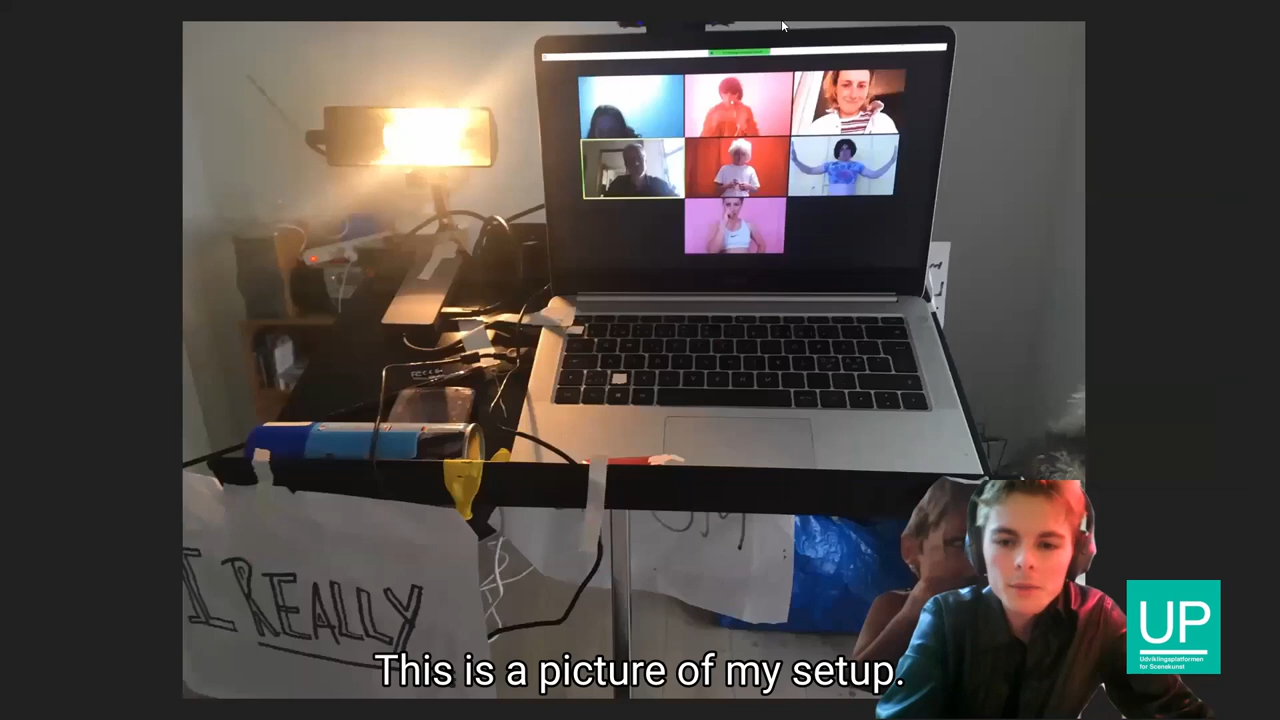 I REALLY
This is a picture of my setup.
UP
Udviklingsplatformen
for Scenekunst